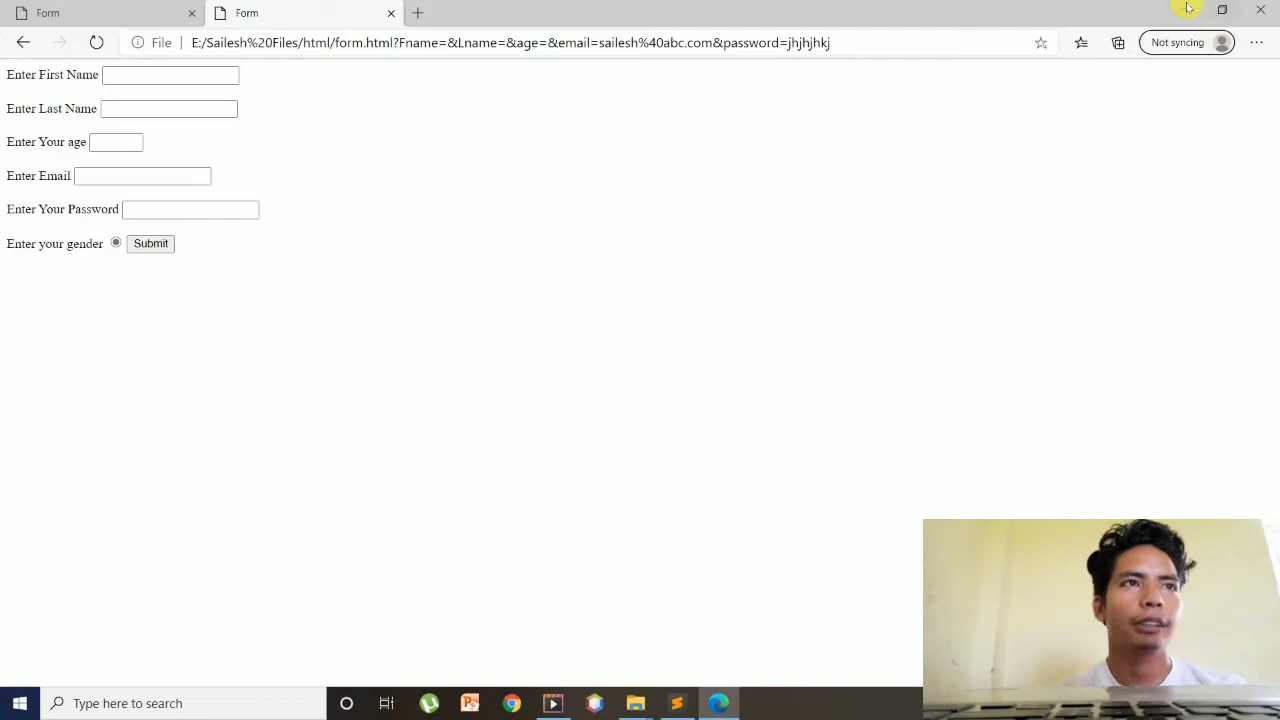 Form
Form
File E:/Sailesh%20Files/html/form.html?Fname=&Lname=&age=&email=sailesh%40abc.com&password=jhjhjhkj
Not syncing
Enter First Name
Enter Last Name
Enter Your age
Enter Email
Enter Your Password
Enter your gender Submit
Type here to search